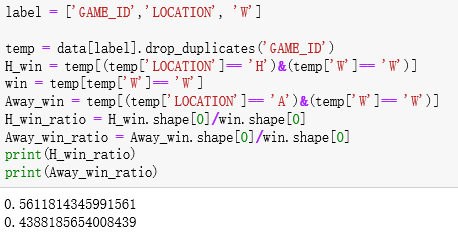 label = ['GAME_ID','LOCATION', 'W']
temp = data[label].drop_duplicates('GAME_ID')
H_win = temp[(temp['LOCATION']== 'H')&(temp['W']== 'W')]
win = temp[temp['W']== 'W']
Away_win = temp[(temp['LOCATION']== 'A')&(temp['W']== 'W')]
H_win_ratio = H_win.shape[0]/win.shape[0]
Away_win_ratio = Away_win.shape[0]/win.shape[0]
print(H_win_ratio)
print(Away_win_ratio)
0.5611814345991561
0.4388185654008439